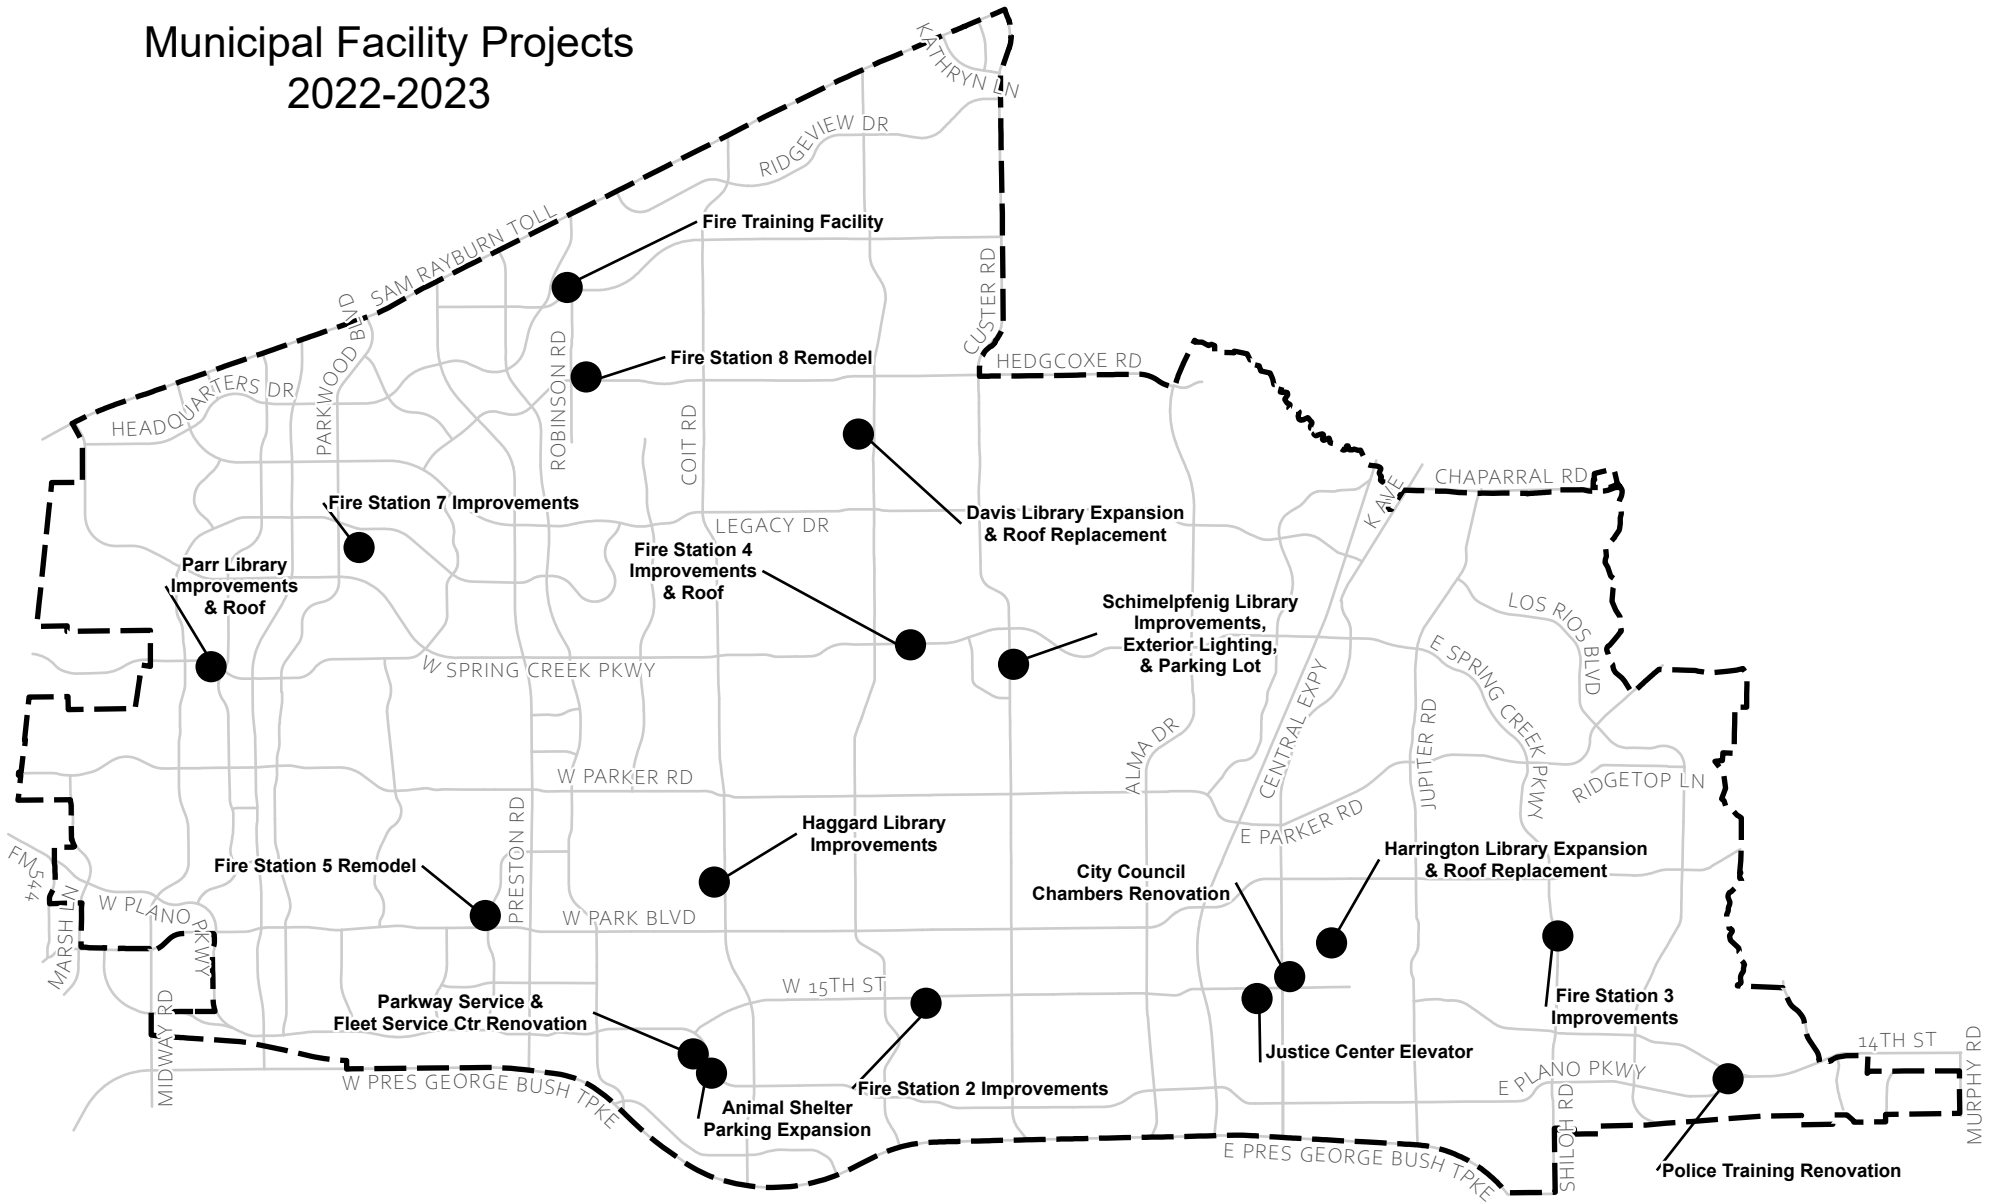 Municipal Facility Projects
2022-2023
KATHRYN LN
RIDGEVIEW DR
SAM RAYBURN TOLL
Fire Training Facility
CUSTER RD
PARKWOOD BLVD
ROBINSON RD
Fire Station 8 Remodel
HEDGCOXE RD
HEADQUARTERS DR
COIT RD
CHAPARRAL RD
K AVE
Fire Station 7 Improvements
LEGACY DR
Davis Library Expansion
& Roof Replacement
Fire Station 4
Improvements
& Roof
Parr Library
Improvements
& Roof
Schimelpfenig Library
Improvements,
Exterior Lighting,
& Parking Lot
LOS RIOS BLVD
E SPRING CREEK PKWY
W SPRING CREEK PKWY
CENTRAL EXPY
JUPITER RD
ALMA DR
W PARKER RD
RIDGETOP LN
E PARKER RD
PRESTON RD
Haggard Library
Improvements
Fire Station 5 Remodel
City Council
Chambers Renovation
Harrington Library Expansion
& Roof Replacement
FM 544
MARSH LN
W PLANO PKWY
W PARK BLVD
W 15TH ST
MIDWAY RD
Parkway Service &
Fleet Service Ctr Renovation
Fire Station 3
Improvements
Justice Center Elevator
14TH ST
MURPHY RD
E PLANO PKWY
SHILOH RD
W PRES GEORGE BUSH TPKE
Fire Station 2 Improvements
Animal Shelter
Parking Expansion
E PRES GEORGE BUSH TPKE
Police Training Renovation